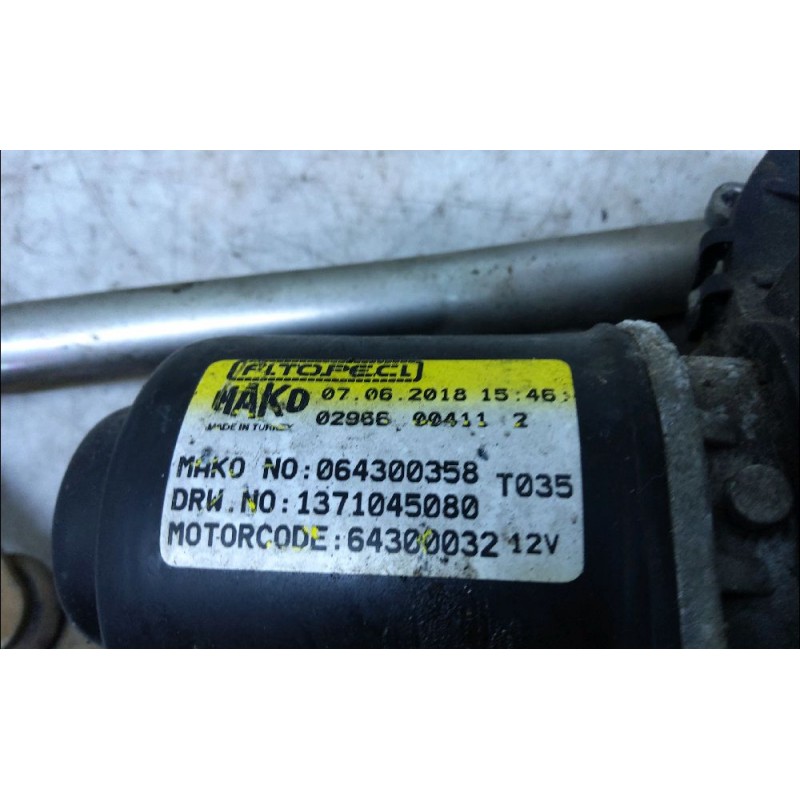 MAKO 07.06.2018 15:46
MADE IN TURKEY 02966 00411 2
MAKO NO:064300358 T035
DRW.NO:1371045080
MOTORCODE:64300032 12V